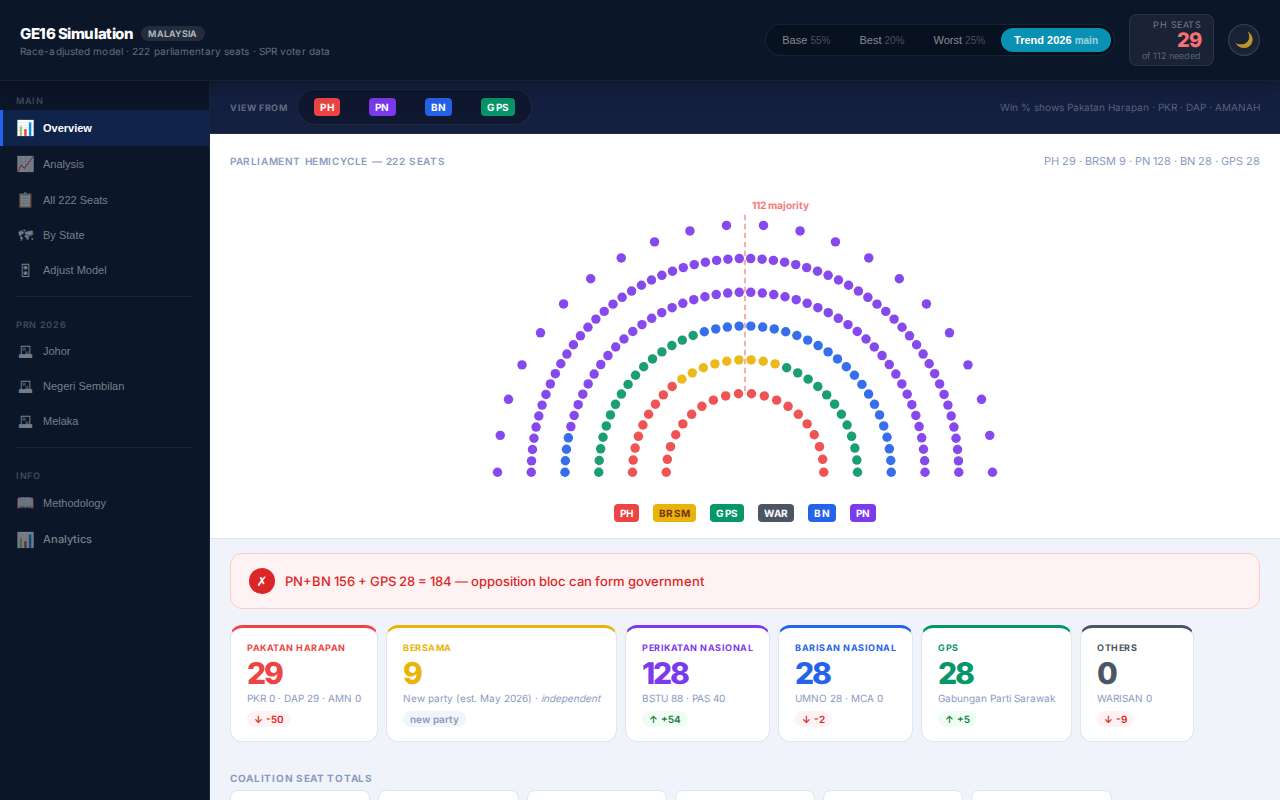 GE16 Simulation MALAYSIA
Race-adjusted model · 222 parliamentary seats · SPR voter data
Base 55% Best 20% Worst 25% Trend 2026 main
PH SEATS
29
of 112 needed
MAIN
Overview
Analysis
All 222 Seats
By State
Adjust Model
PRN 2026
Johor
Negeri Sembilan
Melaka
INFO
Methodology
Analytics
VIEW FROM PH PN BN GPS
Win % shows Pakatan Harapan · PKR · DAP · AMANAH
PARLIAMENT HEMICYCLE — 222 SEATS
PH 29 · BRSM 9 · PN 128 · BN 28 · GPS 28
112 majority
PH BRSM GPS WAR BN PN
PN+BN 156 + GPS 28 = 184 — opposition bloc can form government
PAKATAN HARAPAN
29
PKR 0 · DAP 29 · AMN 0
↓ -50
BERSAMA
9
New party (est. May 2026) · independent
new party
PERIKATAN NASIONAL
128
BSTU 88 · PAS 40
↑ +54
BARISAN NASIONAL
28
UMNO 28 · MCA 0
↓ -2
GPS
28
Gabungan Parti Sarawak
↑ +5
OTHERS
0
WARISAN 0
↓ -9
COALITION SEAT TOTALS